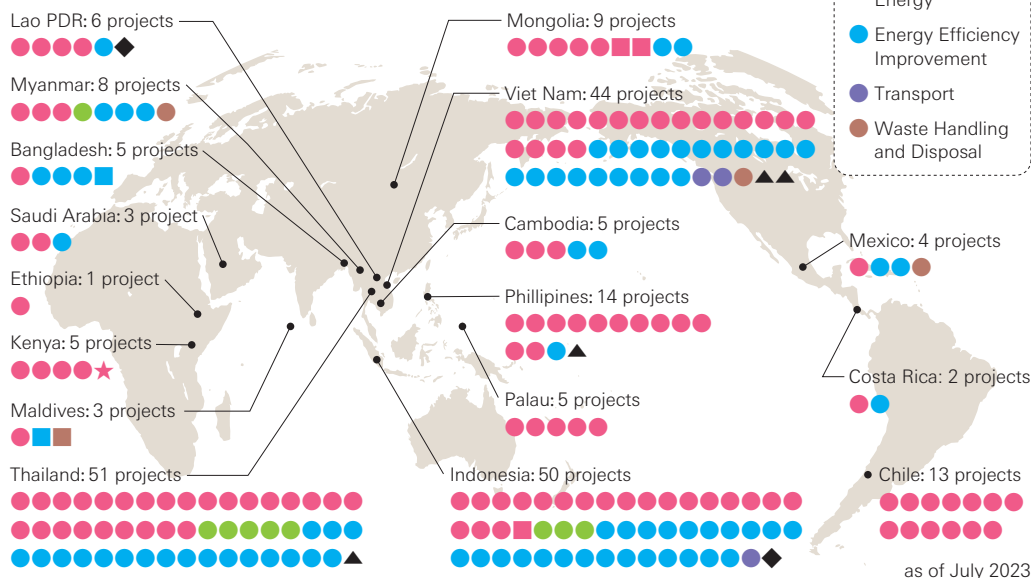 Lao PDR: 6 projects
Myanmar: 8 projects
Bangladesh: 5 projects
Saudi Arabia: 3 project
Ethiopia: 1 project
Kenya: 5 projects
Maldives: 3 projects
Thailand: 51 projects
Mongolia: 9 projects
Viet Nam: 44 projects
Cambodia: 5 projects
Phillipines: 14 projects
Palau: 5 projects
Indonesia: 50 projects
Energy
Energy Efficiency
Improvement
Transport
Waste Handling
and Disposal
Mexico: 4 projects
Costa Rica: 2 projects
Chile: 13 projects
as of July 2023